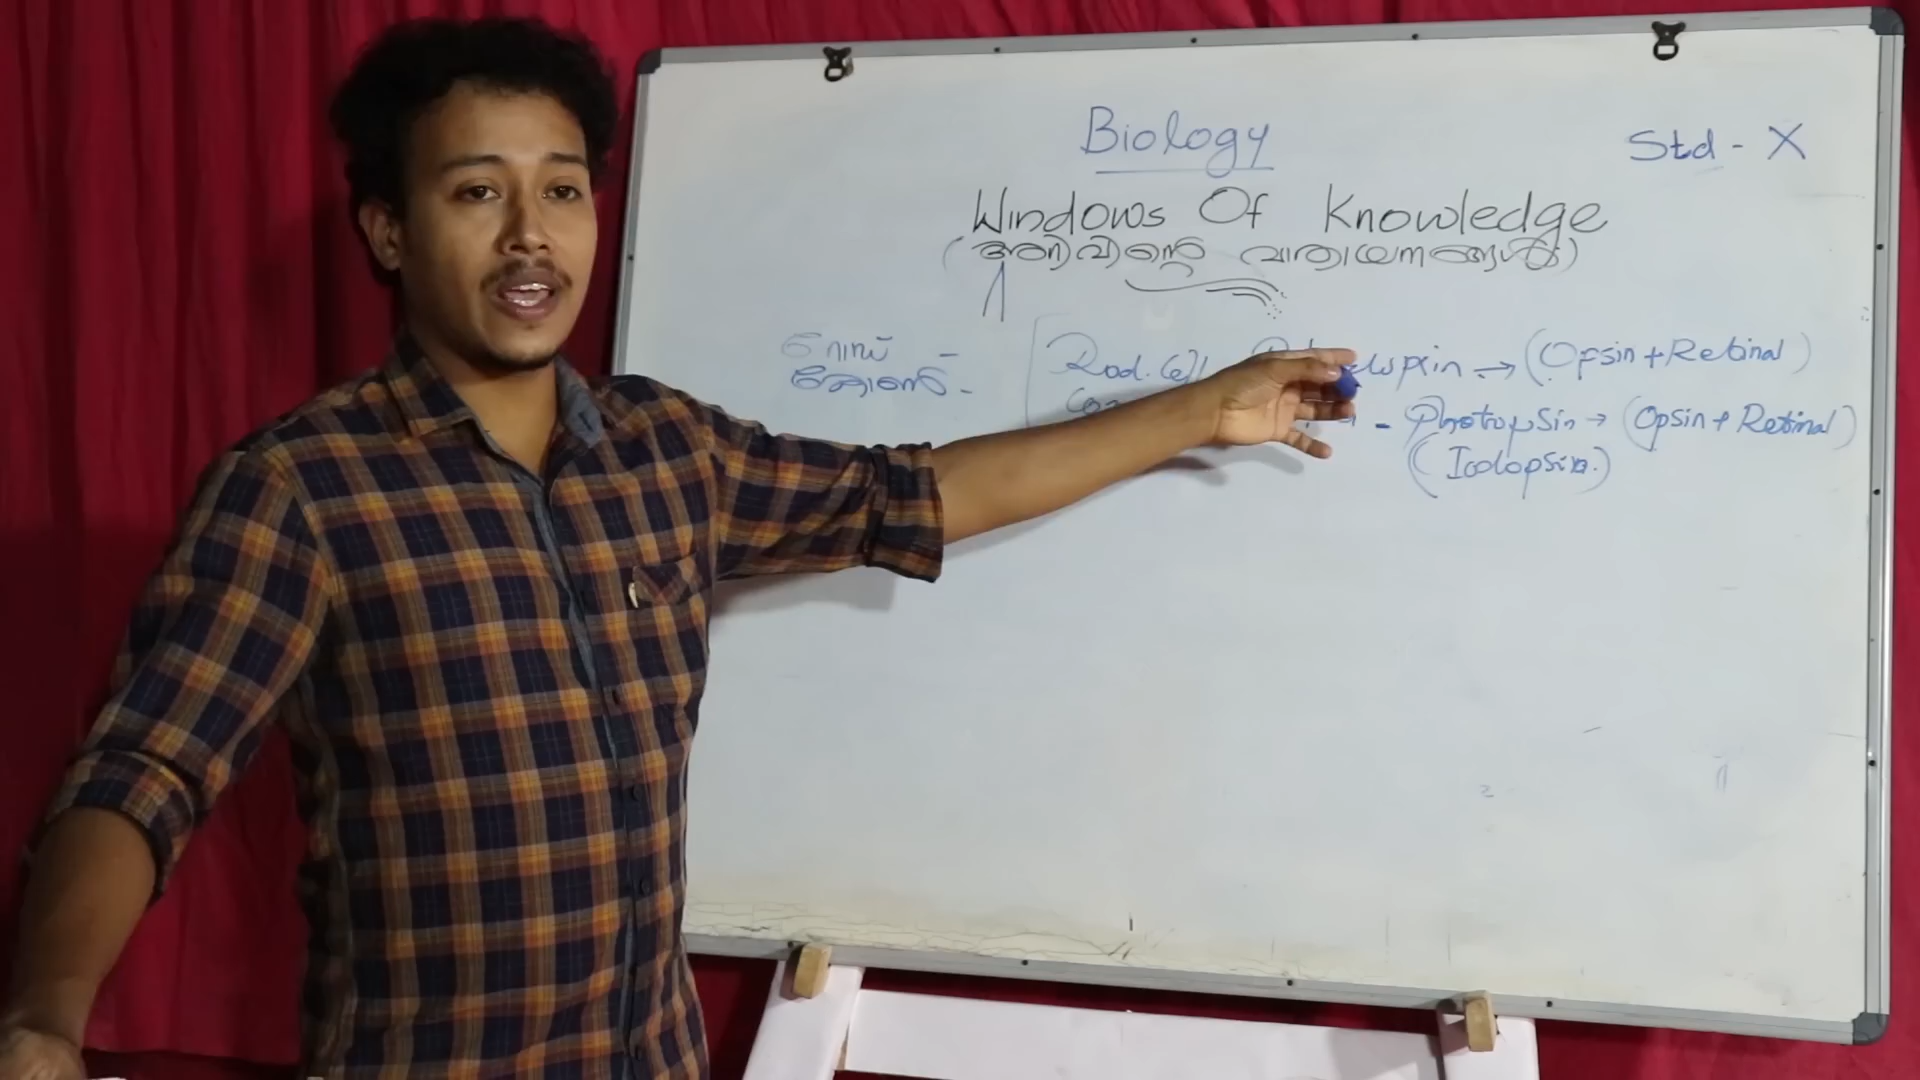 Biology
Std - X
Windows Of Knowledge
(അറിവിന്റെ വാതായനങ്ങൾ)
റോഡ് -
കോൺ -
Rod. Cell → (Opsin + Retinal)
- Photopsin → (Opsin + Retinal)
(Iodopsin.)